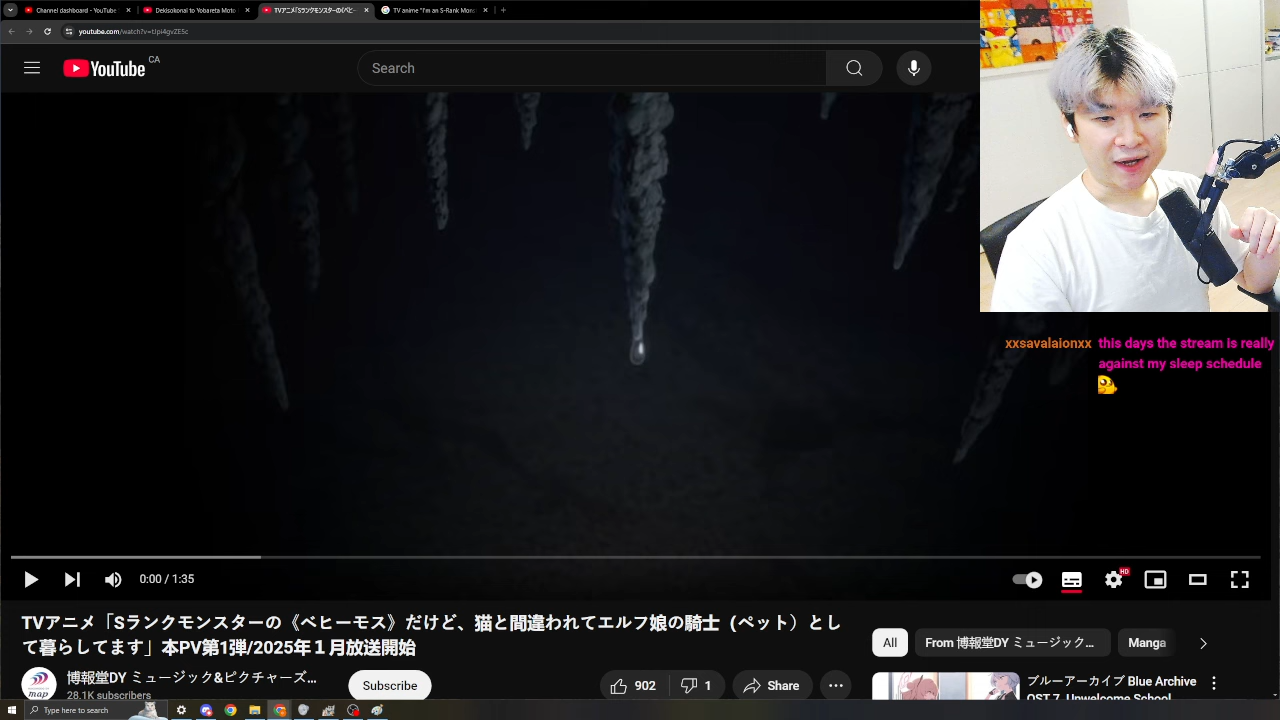 Channel dashboard - YouTube
Dekisokonai to Yobareta Moto
TVアニメ「Sランクモンスターの《ベヒ-
TV anime "I'm an S-Rank Mons
youtube.com/watch?v=tJpi4gvZE5c
YouTube CA
Search
xxsavalaionxx this days the stream is really
against my sleep schedule
0:00 / 1:35
HD
TVアニメ「Sランクモンスターの《ベヒーモス》だけど、猫と間違われてエルフ娘の騎士（ペット）とし
て暮らしてます」本PV第1弾/2025年１月放送開始
All
From 博報堂DY ミュージック...
Manga
map
博報堂DY ミュージック&ピクチャーズ...
28.1K subscribers
Subscribe
902
1
Share
ブルーアーカイブ Blue Archive
OST 7. Unwelcome School
Type here to search